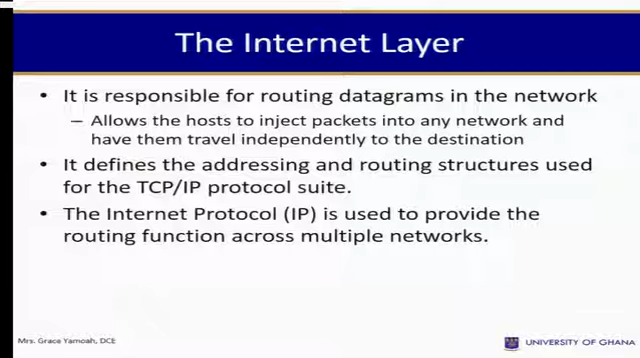 The Internet Layer
• It is responsible for routing datagrams in the network
– Allows the hosts to inject packets into any network and
have them travel independently to the destination
• It defines the addressing and routing structures used
for the TCP/IP protocol suite.
• The Internet Protocol (IP) is used to provide the
routing function across multiple networks.
Mrs. Grace Yamoah, DCE
UNIVERSITY OF GHANA